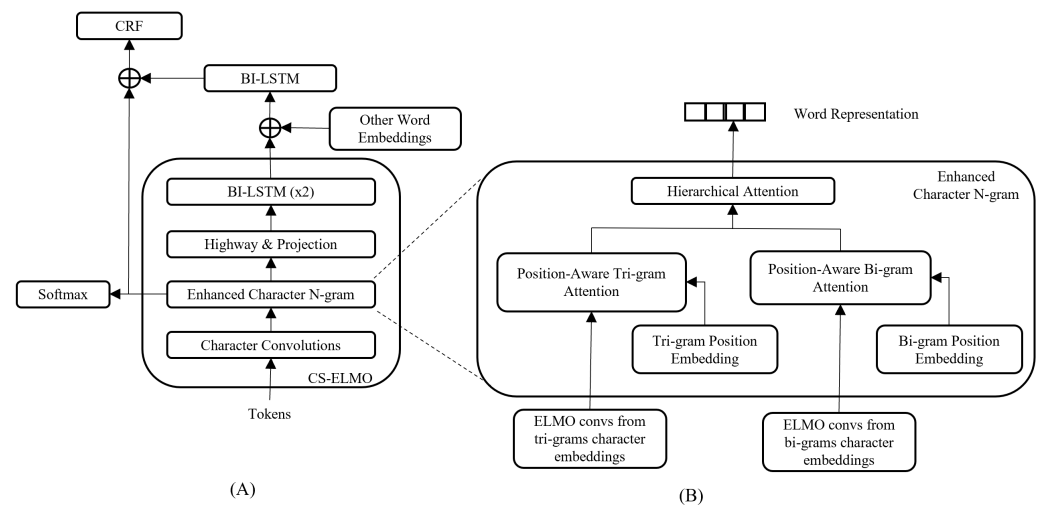 CRF
BI-LSTM
Other Word
Embeddings
BI-LSTM (x2)
Highway & Projection
Softmax
Enhanced Character N-gram
Character Convolutions
CS-ELMO
Tokens
(A)
Word Representation
Enhanced
Character N-gram
Hierarchical Attention
Position-Aware Tri-gram
Attention
Position-Aware Bi-gram
Attention
Tri-gram Position
Embedding
Bi-gram Position
Embedding
ELMO convs from
tri-grams character
embeddings
ELMO convs from
bi-grams character
embeddings
(B)